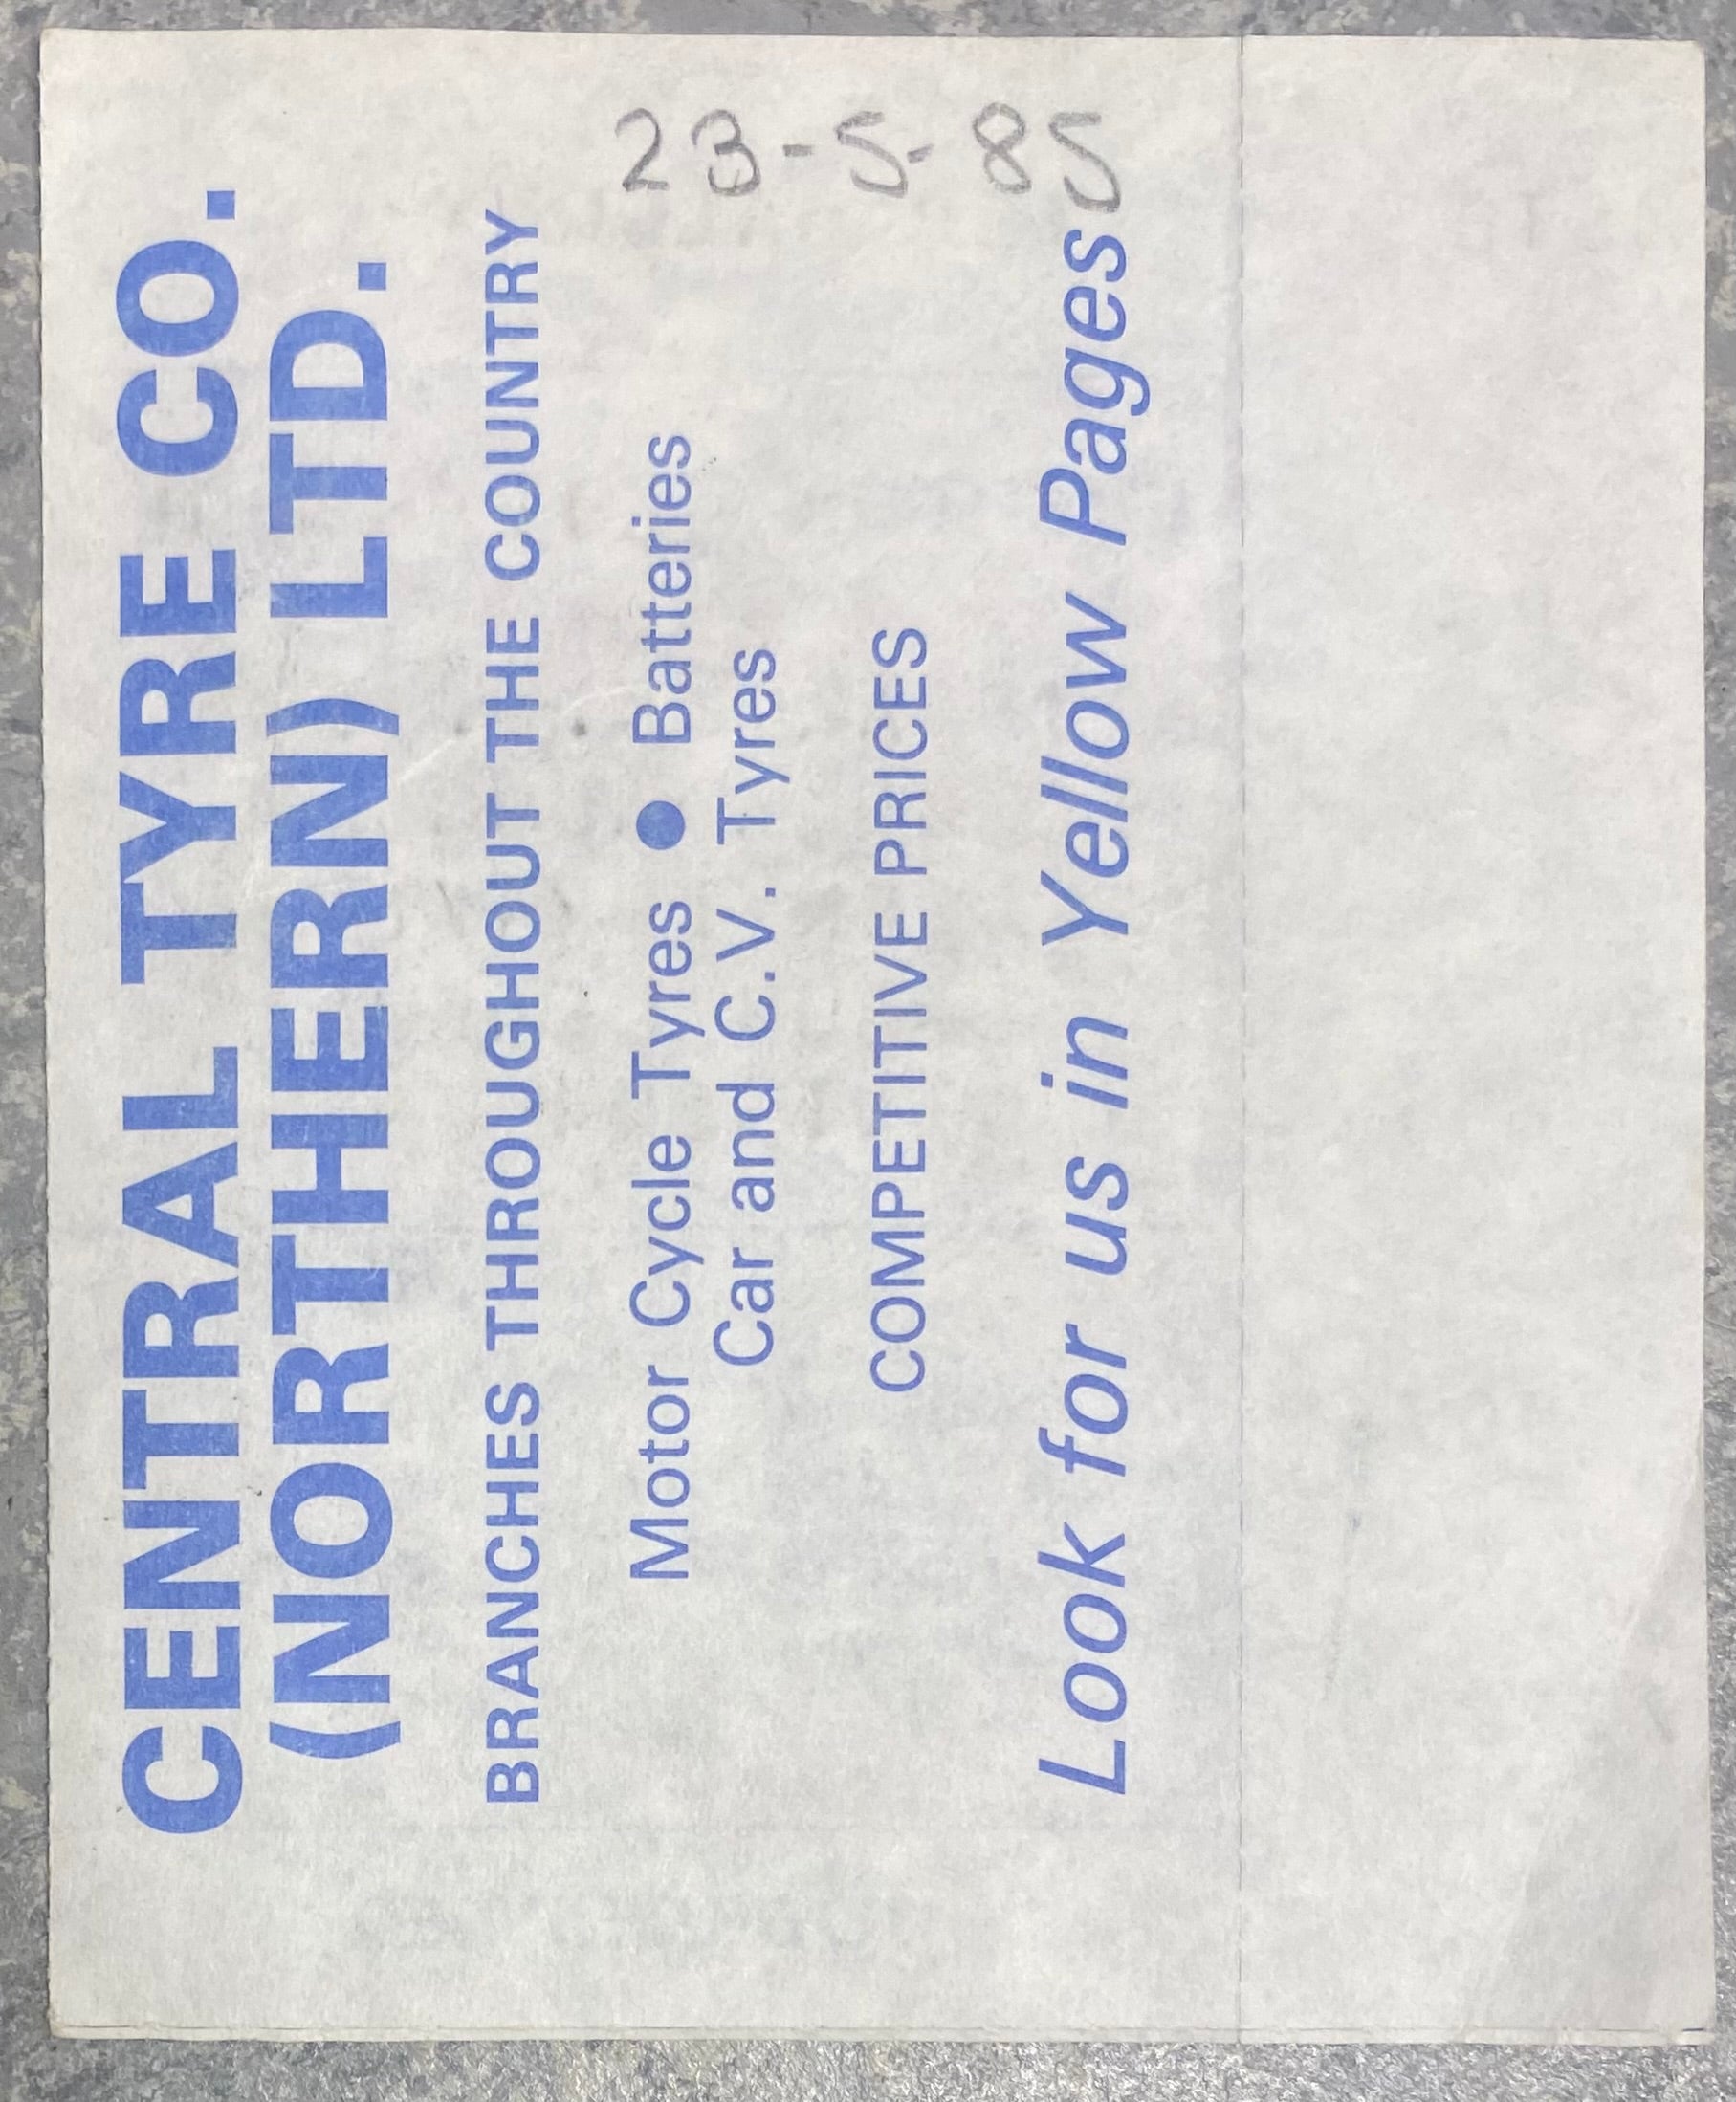 23-5-85
CENTRAL TYRE CO.
(NORTHERN) LTD.
BRANCHES THROUGHOUT THE COUNTRY
Motor Cycle Tyres ● Batteries
Car and C.V. Tyres
COMPETITIVE PRICES
Look for us in Yellow Pages